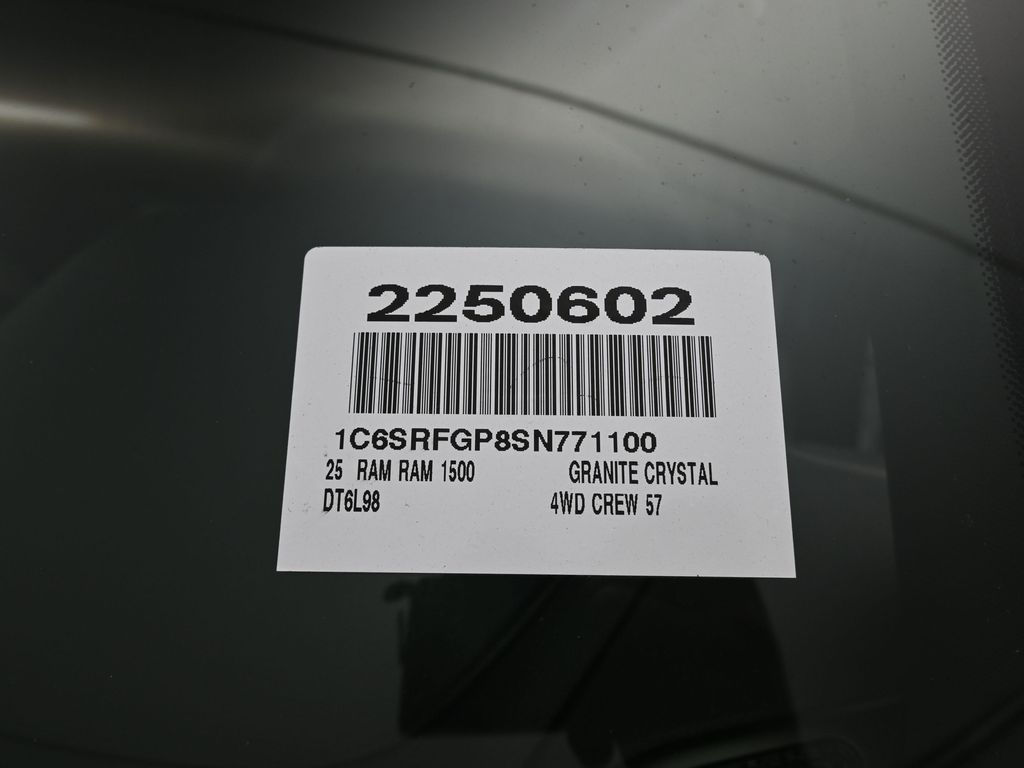 2250602
1C6SRFGP8SN771100
25 RAM RAM 1500 GRANITE CRYSTAL
DT6L98 4WD CREW 57